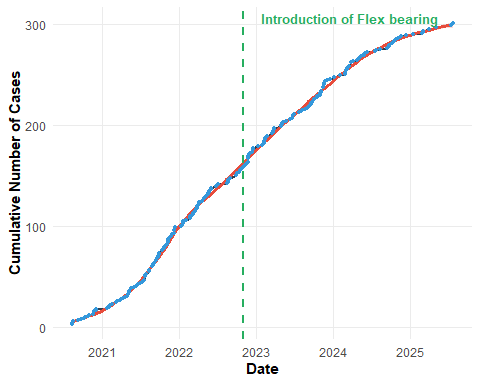 Introduction of Flex bearing
300
200
100
0
Cumulative Number of Cases
2021 2022 2023 2024 2025
Date